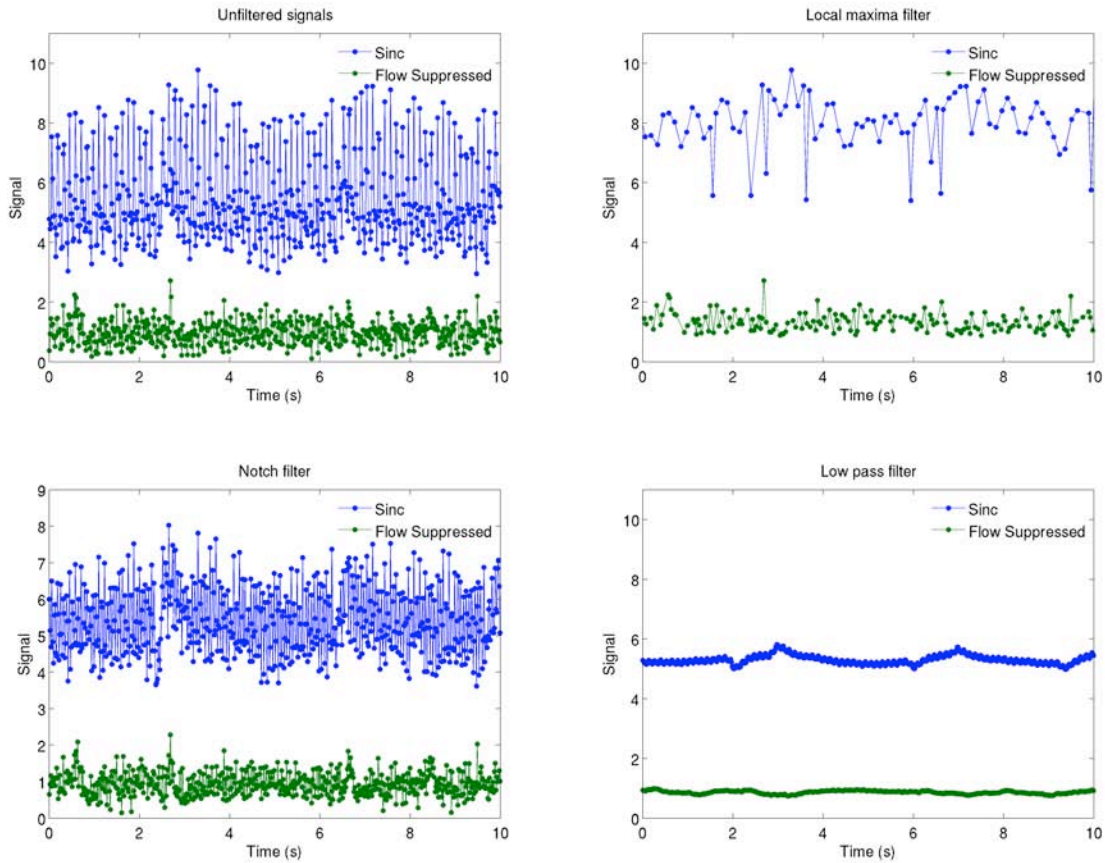 Unfiltered signals
Sinc
Flow Suppressed
Signal
0
2
4
6
8
10
0 2 4 6 8 10
Time (s)
Local maxima filter
Sinc
Flow Suppressed
Signal
0
2
4
6
8
10
0 2 4 6 8 10
Time (s)
Notch filter
Sinc
Flow Suppressed
Signal
0
1
2
3
4
5
6
7
8
9
0 2 4 6 8 10
Time (s)
Low pass filter
Sinc
Flow Suppressed
Signal
0
2
4
6
8
10
0 2 4 6 8 10
Time (s)